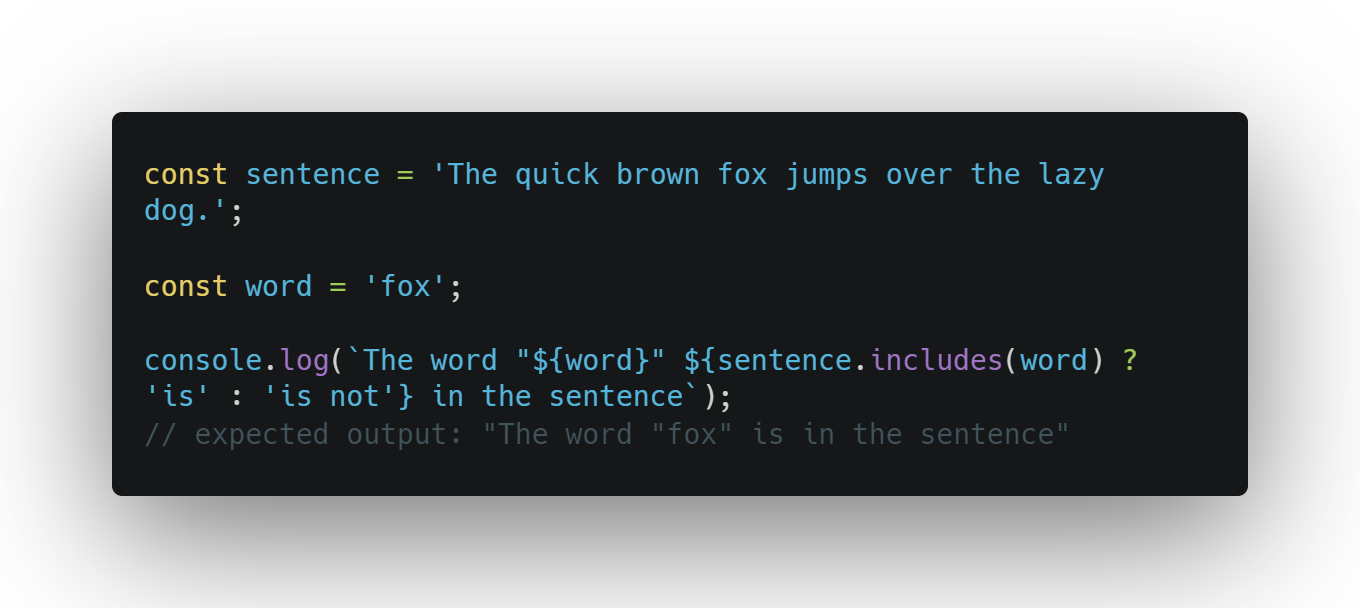 const sentence = 'The quick brown fox jumps over the lazy
dog.';
const word = 'fox';
console.log(`The word "${word}" ${sentence.includes(word) ?
'is' : 'is not'} in the sentence`);
// expected output: "The word "fox" is in the sentence"